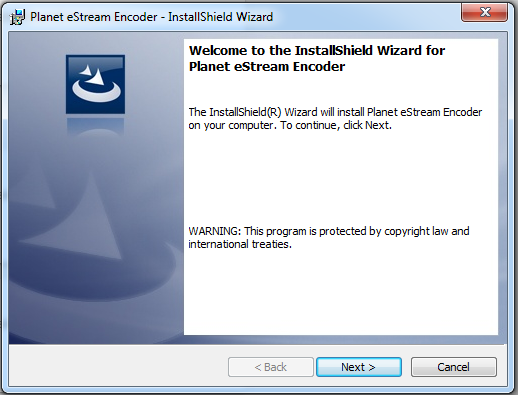 Planet eStream Encoder - InstallShield Wizard
Welcome to the InstallShield Wizard for
Planet eStream Encoder
The InstallShield(R) Wizard will install Planet eStream Encoder
on your computer. To continue, click Next.
WARNING: This program is protected by copyright law and
international treaties.
< Back
Next >
Cancel